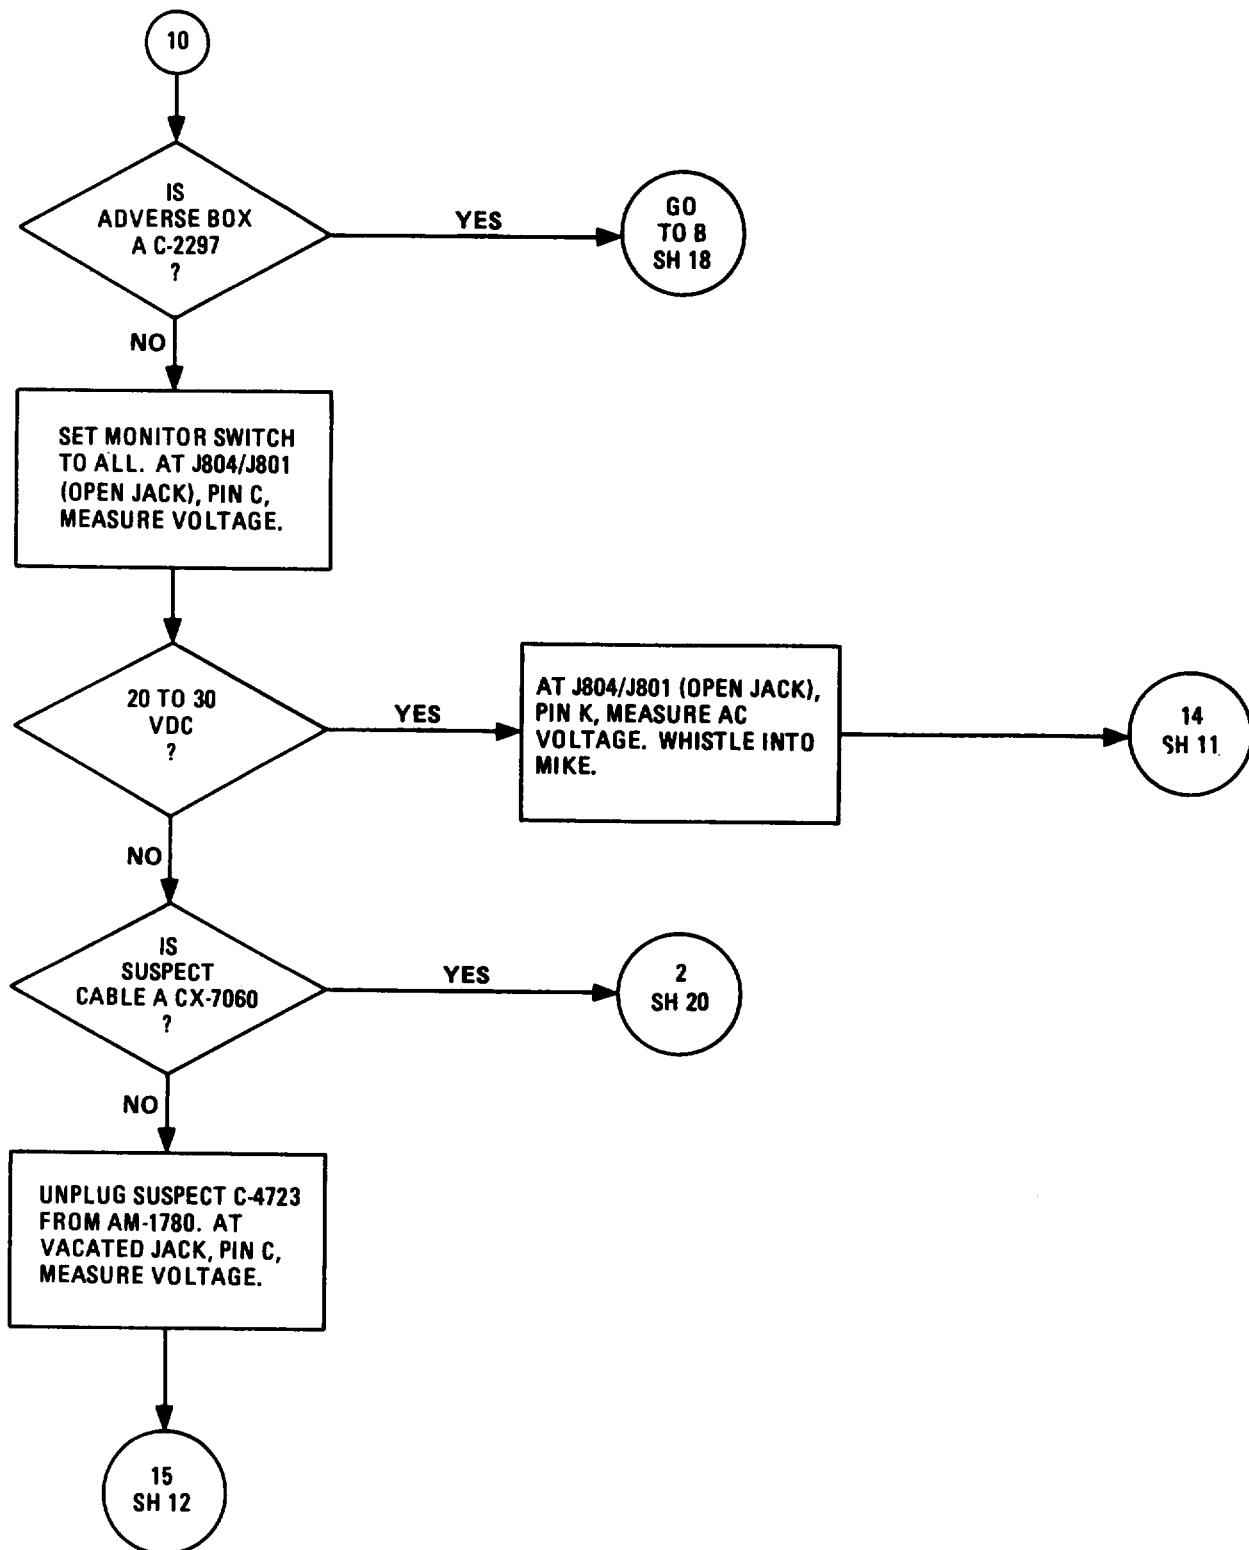 10
IS
ADVERSE BOX
A C-2297
?
YES
GO
TO B
SH 18
NO
SET MONITOR SWITCH
TO ALL. AT J804/J801
(OPEN JACK), PIN C,
MEASURE VOLTAGE.
20 TO 30
VDC
?
YES
AT J804/J801 (OPEN JACK),
PIN K, MEASURE AC
VOLTAGE. WHISTLE INTO
MIKE.
14
SH 11
NO
IS
SUSPECT
CABLE A CX-7060
?
YES
2
SH 20
NO
UNPLUG SUSPECT C-4723
FROM AM-1780. AT
VACATED JACK, PIN C,
MEASURE VOLTAGE.
15
SH 12